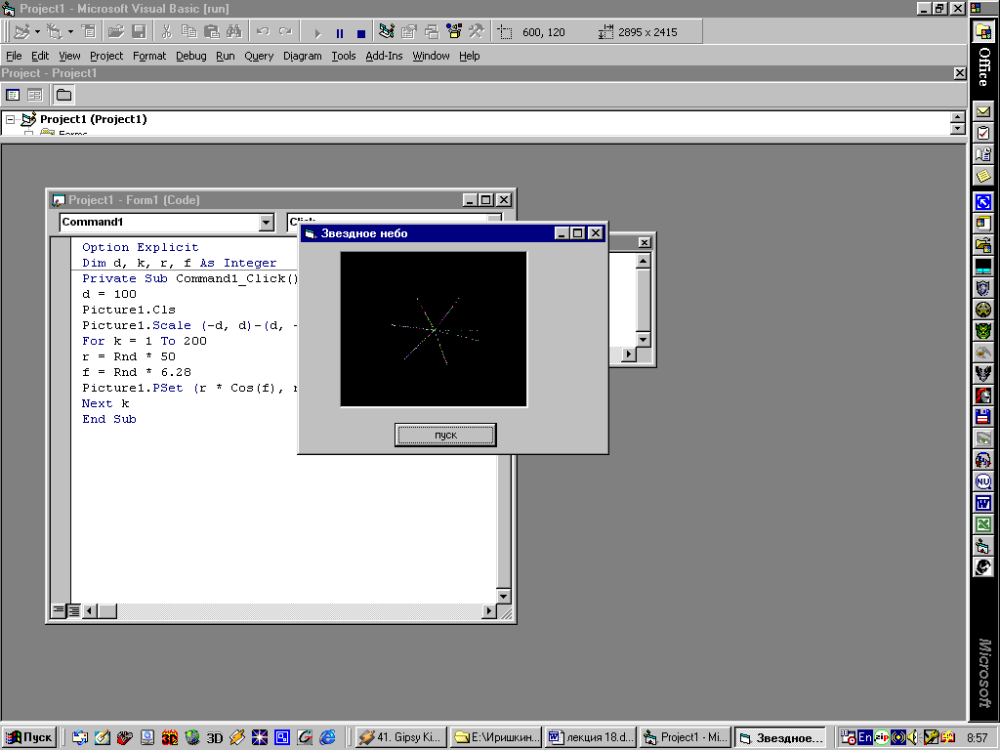 Project1 - Microsoft Visual Basic [run]
600, 120
2895 x 2415
File Edit View Project Format Debug Run Query Diagram Tools Add-Ins Window Help
Project - Project1
Project1 (Project1)
Forms
Project1 - Form1 (Code)
Command1
Click
Option Explicit
Dim d, k, r, f As Integer
Private Sub Command1_Click()
d = 100
Picture1.Cls
Picture1.Scale (-d, d)-(d, -
For k = 1 To 200
r = Rnd * 50
f = Rnd * 6.28
Picture1.PSet (r * Cos(f), r
Next k
End Sub
Звездное небо
пуск
Office
Microsoft
NU
W
3D
3D
Пуск
41. Gipsy Ki...
E:\Иришкин...
лекция 18.d...
Project1 - Mi...
Звездное...
En
zip
8:57